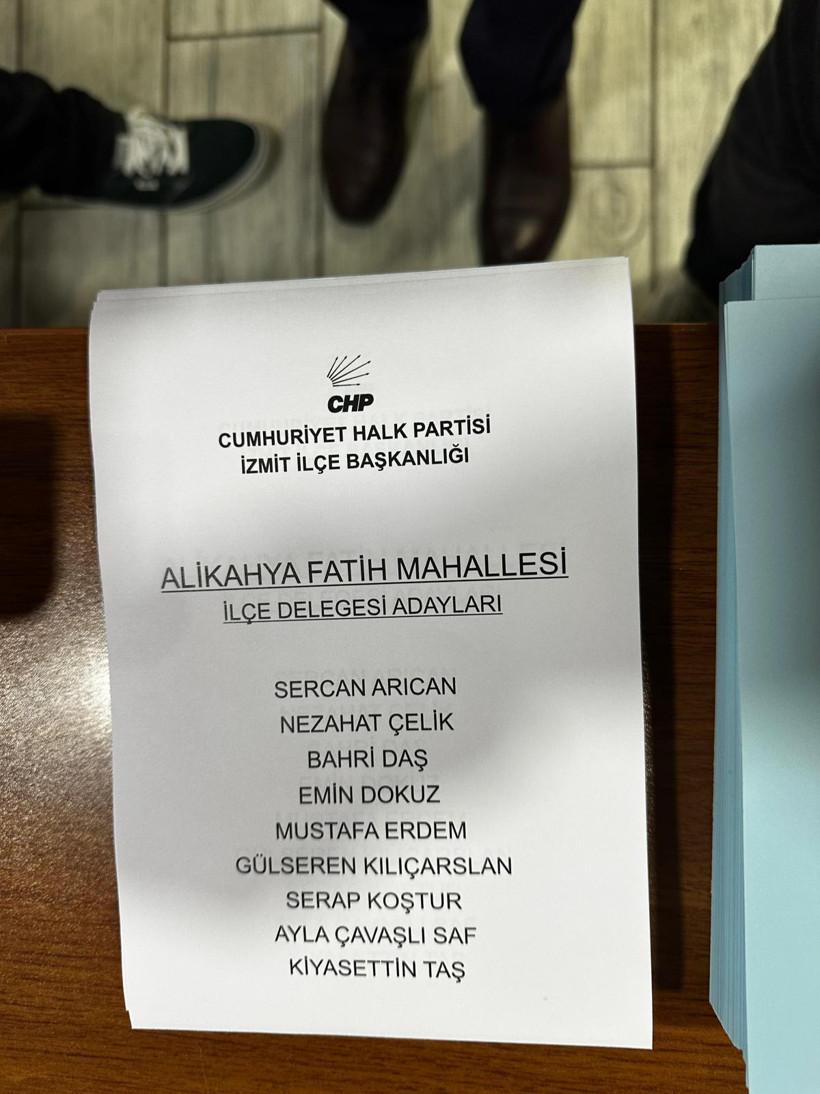 CHP
CUMHURİYET HALK PARTİSİ
İZMİT İLÇE BAŞKANLIĞI
ALİKAHYA FATİH MAHALLESİ
İLÇE DELEGESİ ADAYLARI
SERCAN ARICAN
NEZAHAT ÇELİK
BAHRİ DAŞ
EMİN DOKUZ
MUSTAFA ERDEM
GÜLSEREN KILIÇARSLAN
SERAP KOŞTUR
AYLA ÇAVAŞLI SAF
KİYASETTİN TAŞ